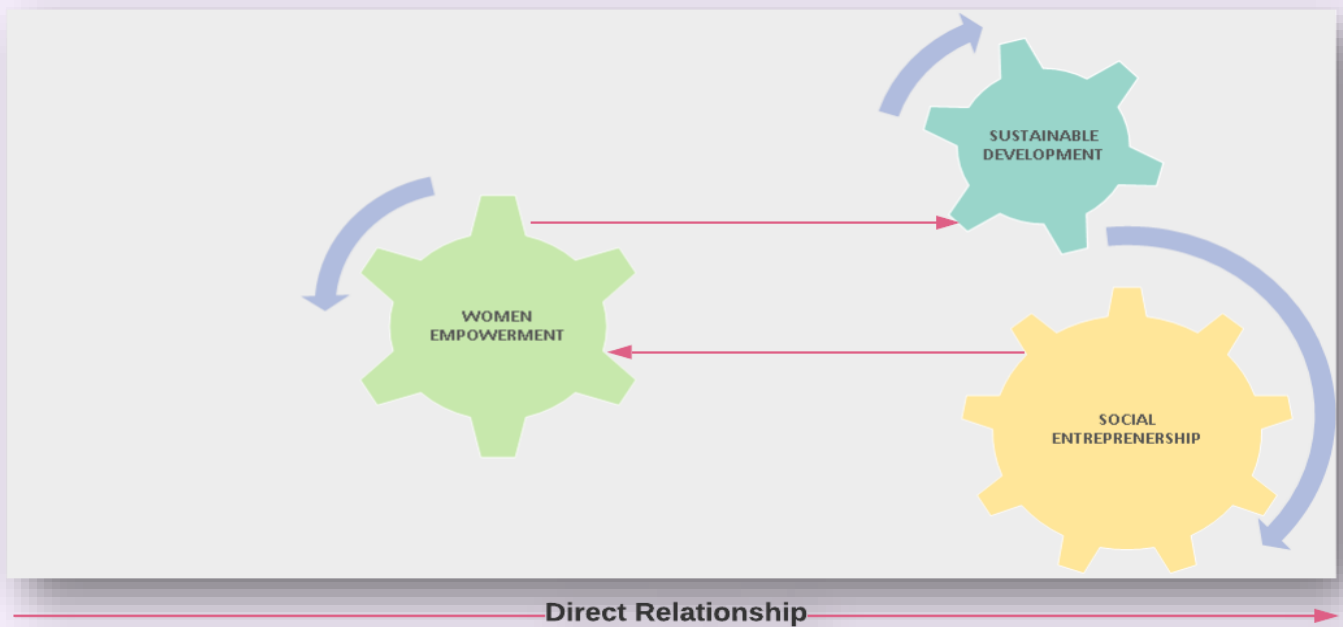 SUSTAINABLE
DEVELOPMENT
WOMEN
EMPOWERMENT
SOCIAL
ENTREPRENERSHIP
Direct Relationship